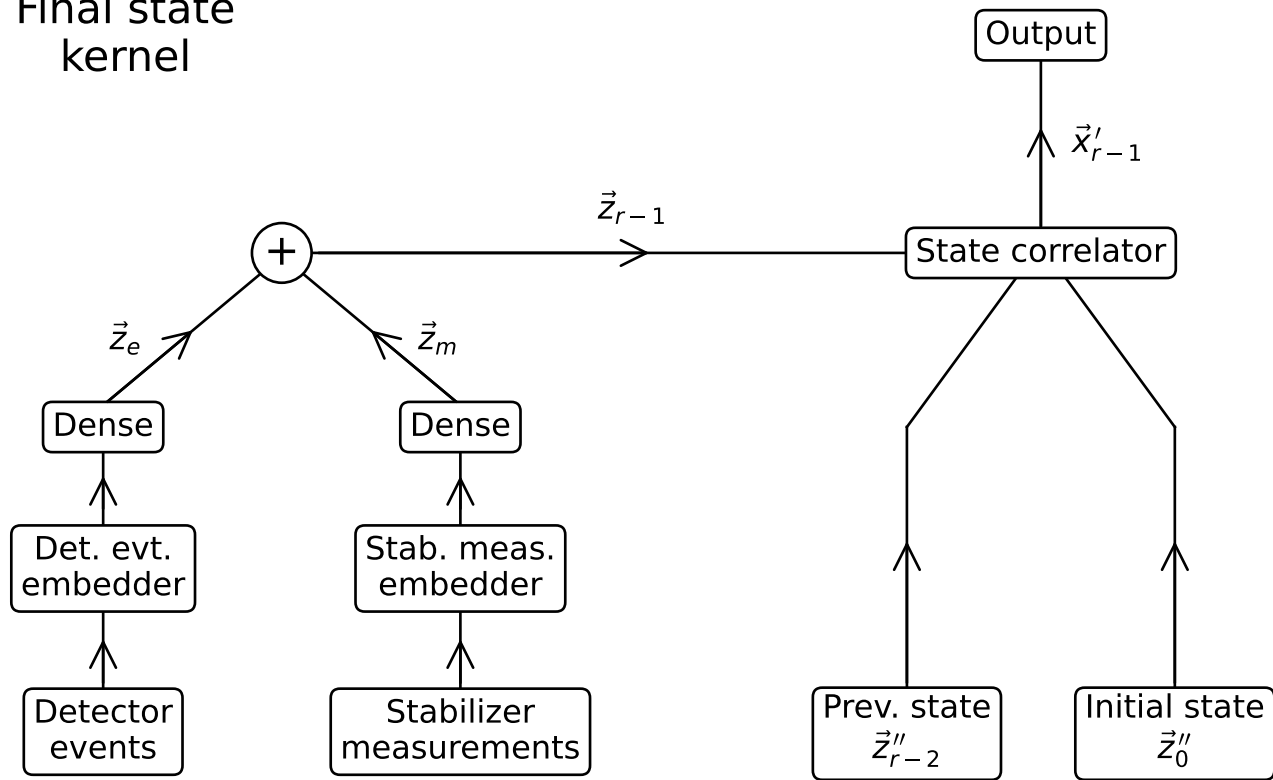 Final state
kernel
Output
x⃗′ᵣ₋₁
z⃗ᵣ₋₁
+
State correlator
z⃗ₑ
z⃗ₘ
Dense
Dense
Det. evt.
embedder
Stab. meas.
embedder
Detector
events
Stabilizer
measurements
Prev. state
z⃗″ᵣ₋₂
Initial state
z⃗″₀